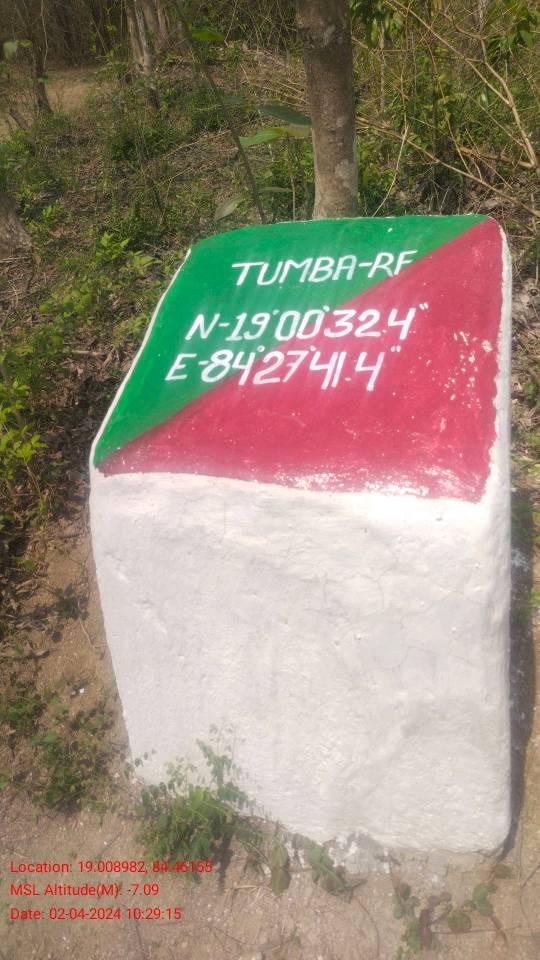 TUMBA-RF
N-19°00'32.4"
E-84°27'41.4"
Location: 19.008982, 84.46155
MSL Altitude(M): -7.09
Date: 02-04-2024 10:29:15